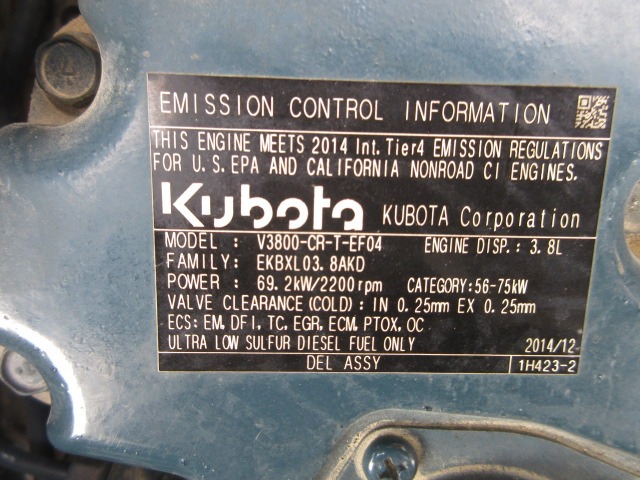 EMISSION CONTROL INFORMATION
THIS ENGINE MEETS 2014 Int. Tier4 EMISSION REGULATIONS
FOR U.S.EPA AND CALIFORNIA NONROAD CI ENGINES.
Kubota KUBOTA Corporation
MODEL : V3800-CR-T-EF04 ENGINE DISP.: 3.8L
FAMILY : EKBXL03.8AKD
POWER : 69.2kW/2200rpm CATEGORY:56-75kW
VALVE CLEARANCE(COLD): IN 0.25mm EX 0.25mm
ECS: EM, DFI, TC, EGR, ECM, PTOX, OC
ULTRA LOW SULFUR DIESEL FUEL ONLY 2014/12
DEL ASSY 1H423-2